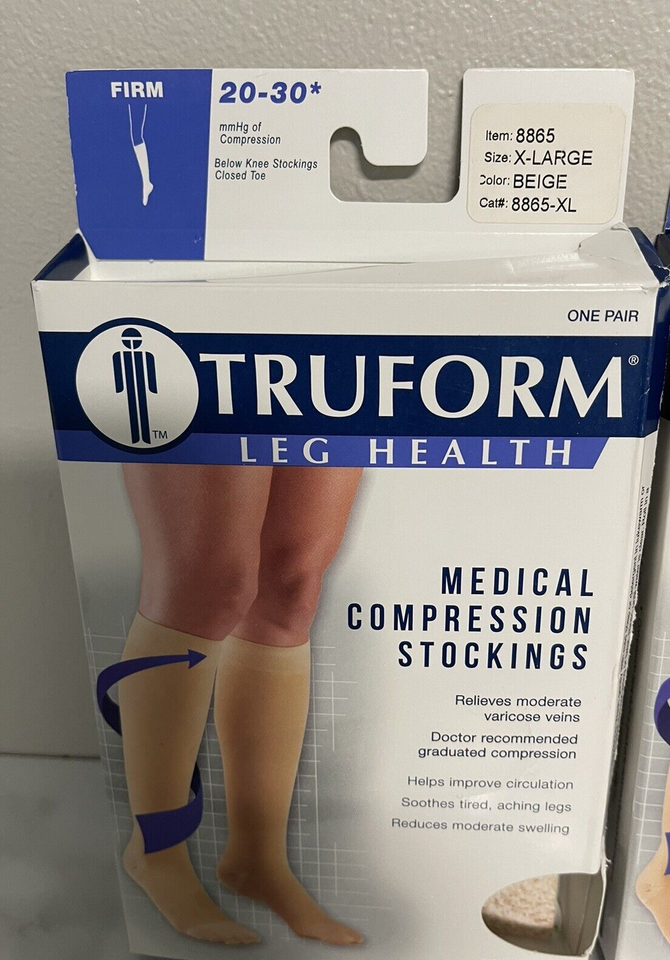 FIRM
20-30*
mmHg of
Compression
Below Knee Stockings
Closed Toe
Item: 8865
Size: X-LARGE
Color: BEIGE
Cat#: 8865-XL
ONE PAIR
TRUFORM®
TM
LEG HEALTH
MEDICAL
COMPRESSION
STOCKINGS
Relieves moderate
varicose veins
Doctor recommended
graduated compression
Helps improve circulation
Soothes tired, aching legs
Reduces moderate swelling